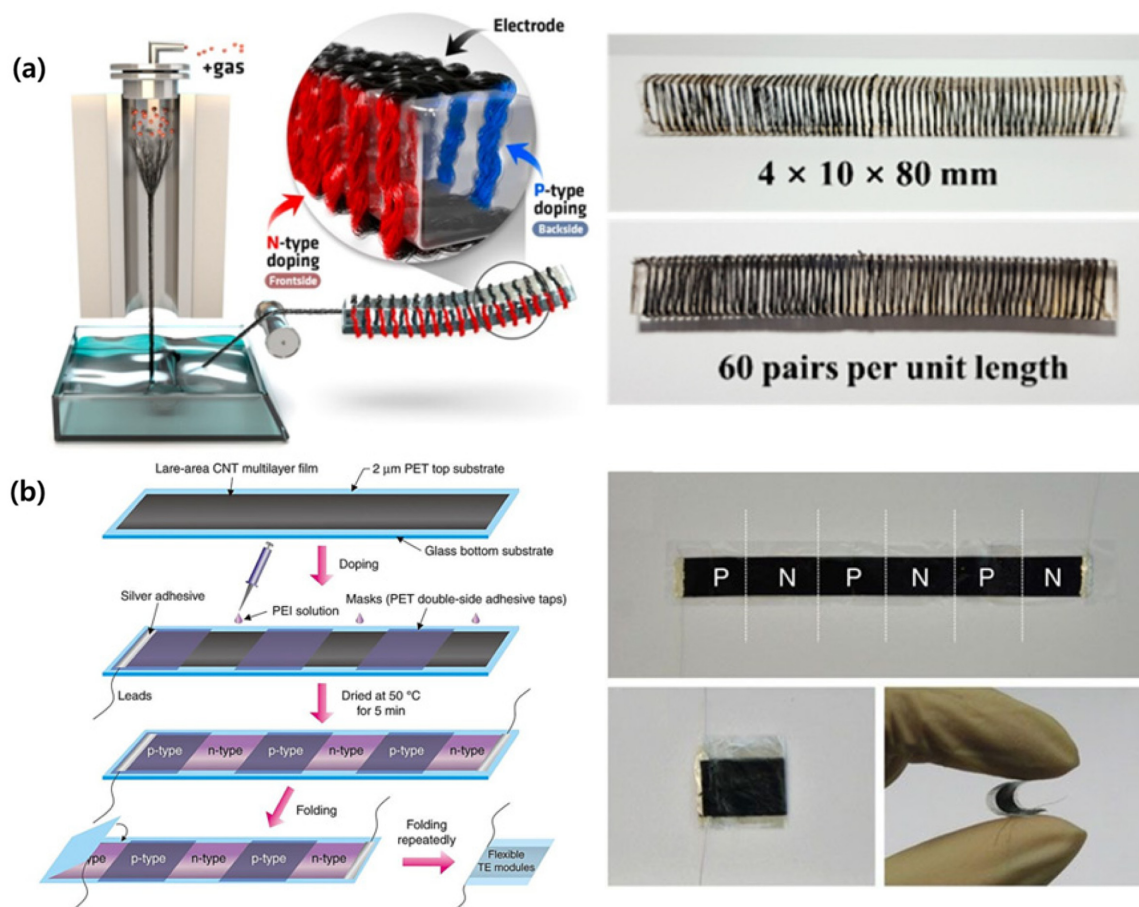 (a)
+gas
Electrode
P-type
doping
Backside
N-type
doping
Frontside
4 × 10 × 80 mm
60 pairs per unit length
(b)
Lare-area CNT multilayer film
2 μm PET top substrate
Glass bottom substrate
Doping
Silver adhesive
PEI solution
Masks (PET double-side adhesive taps)
Leads
Dried at 50 °C
for 5 min
p-type n-type p-type n-type p-type n-type
Folding
ype p-type n-type p-type n-type
Folding
repeatedly
Flexible
TE modules
P N P N P N